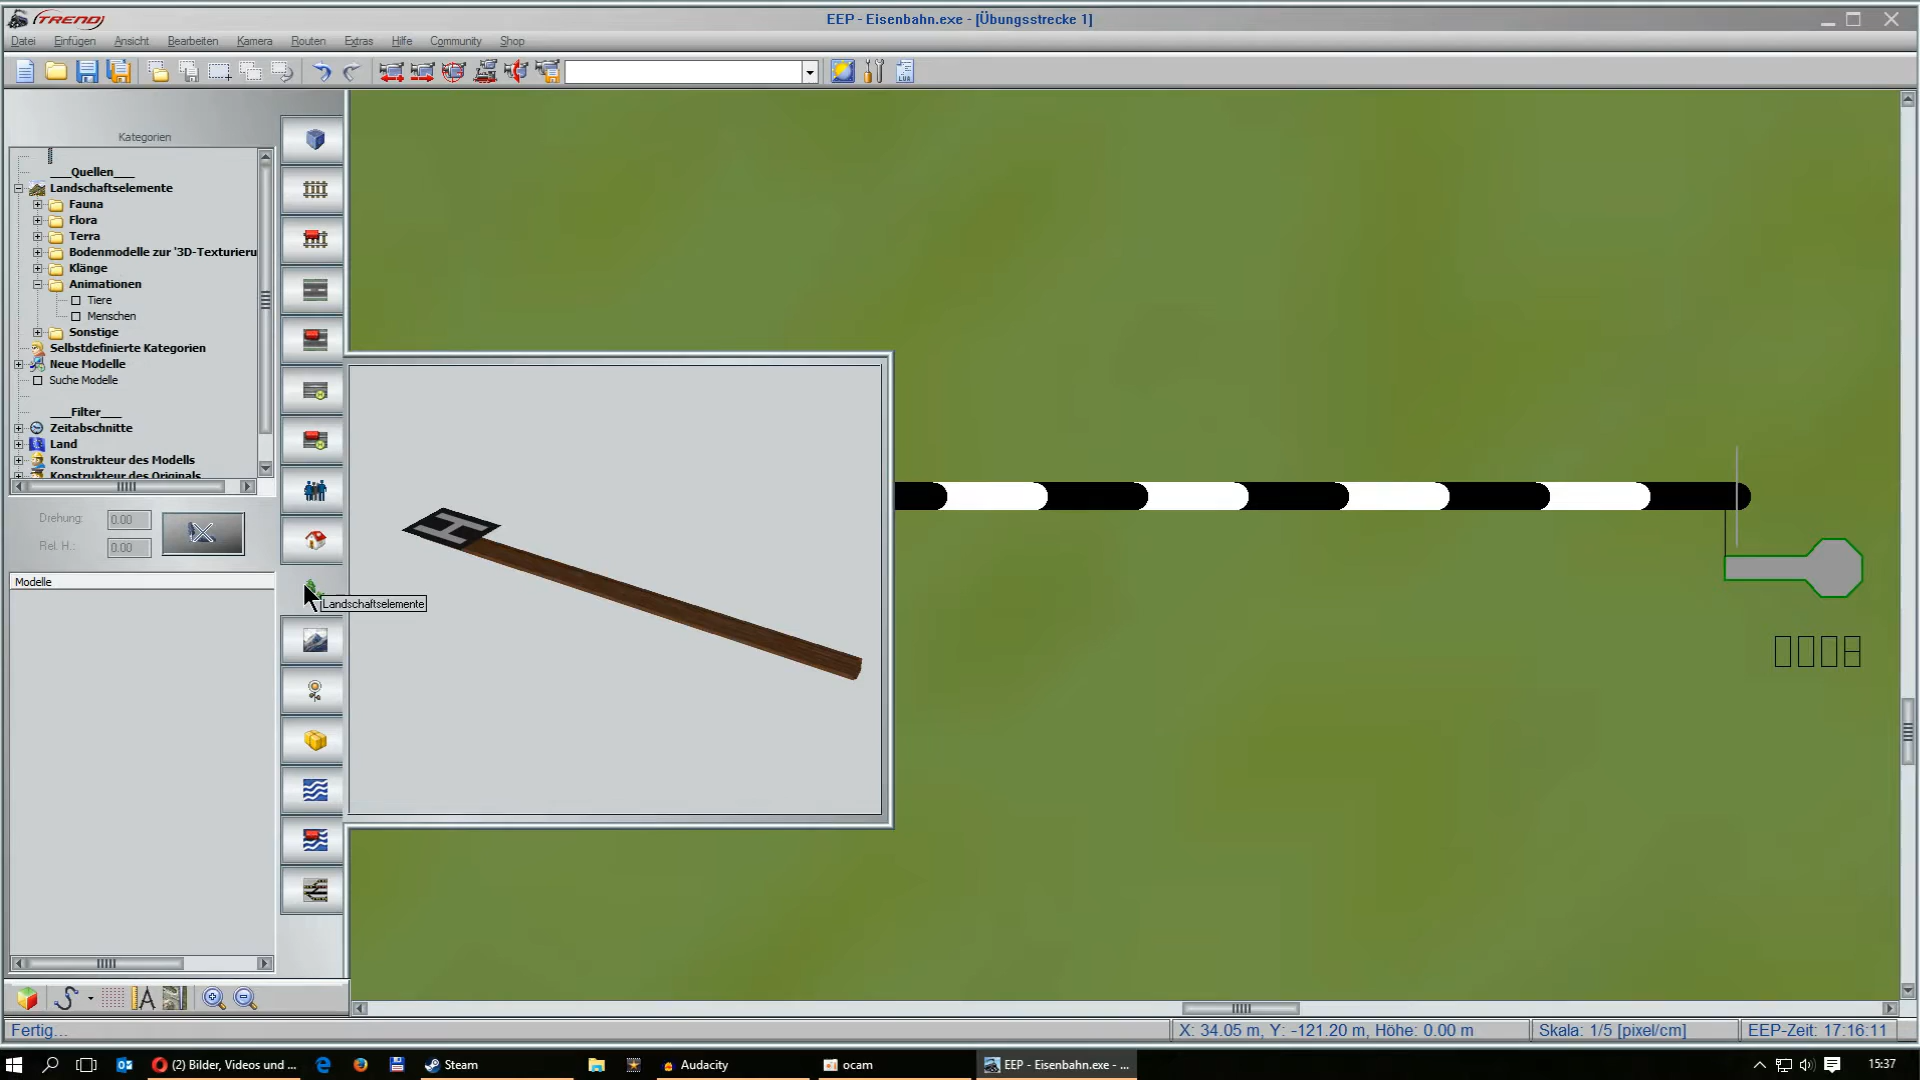 TREND
EEP - Eisenbahn.exe - [Übungsstrecke 1]
Datei Einfügen Ansicht Bearbeiten Kamera Routen Extras Hilfe Community Shop
LUA
Kategorien
___Quellen___
Landschaftselemente
Fauna
Flora
Terra
Bodenmodelle zur '3D-Texturieru
Klänge
Animationen
Tiere
Menschen
Sonstige
Selbstdefinierte Kategorien
Neue Modelle
Suche Modelle
___Filter___
Zeitabschnitte
Land
Konstrukteur des Modells
Konstrukteur des Originals
Drehung: 0.00
Rel. H.: 0.00
Modelle
Landschaftselemente
H
Fertig...
X: 34.05 m, Y: -121.20 m, Höhe: 0.00 m
Skala: 1/5 [pixel/cm]
EEP-Zeit: 17:16:11
(2) Bilder, Videos und ...
Steam
Audacity
ocam
EEP - Eisenbahn.exe - ...
15:37